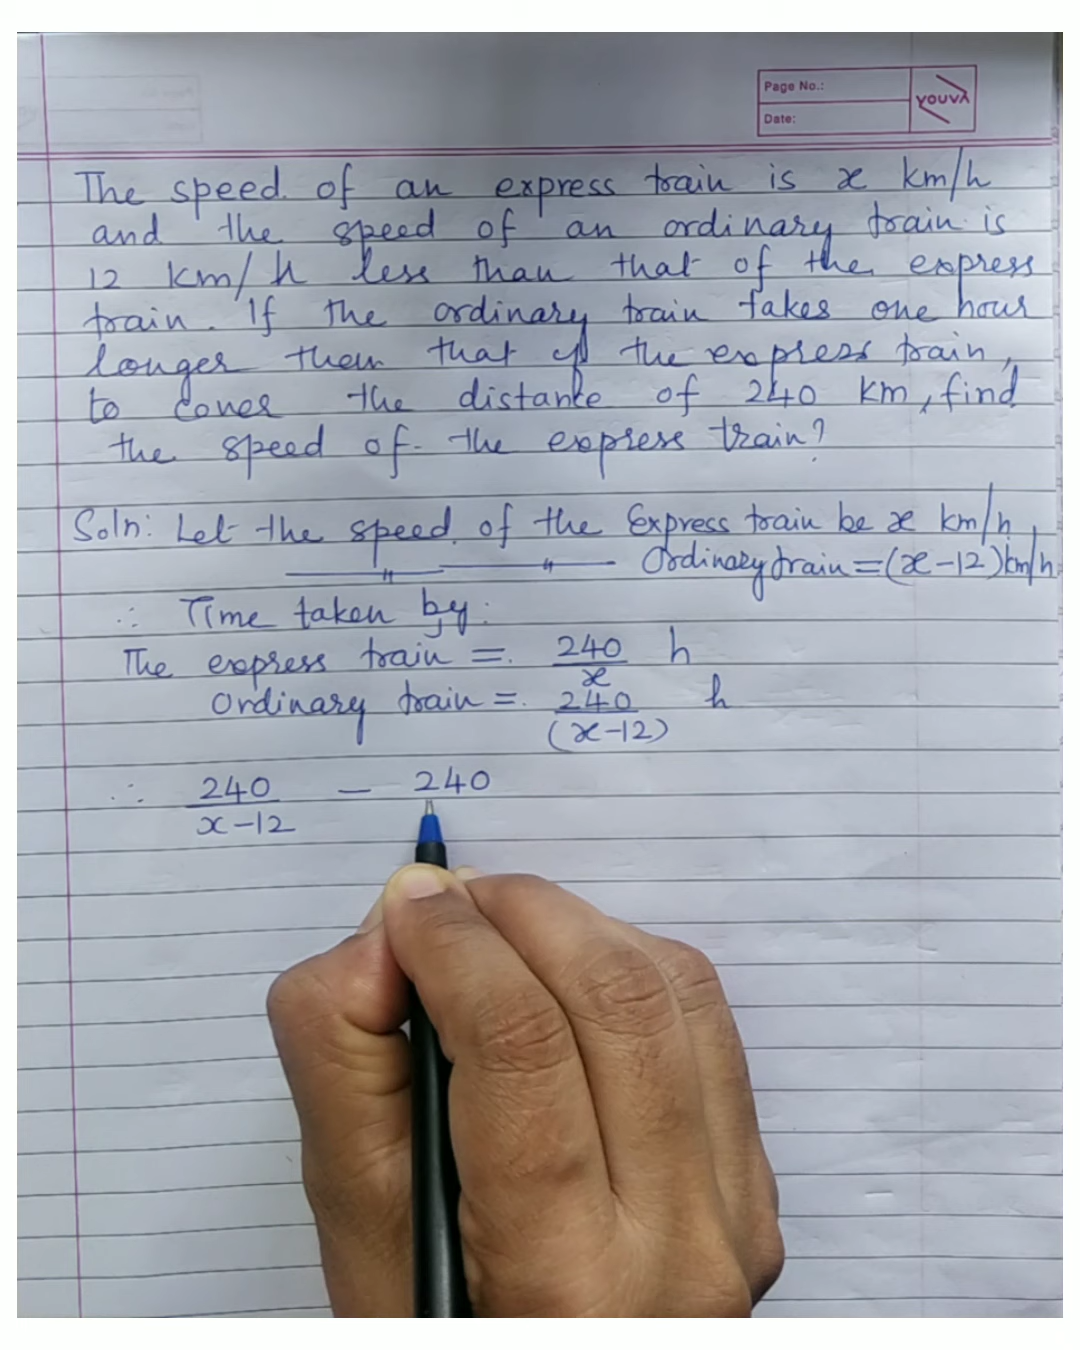 Page No.:
Date:
YOUVA
The speed of an express train is x km/h
and the speed of an ordinary train is
12 km/h less than that of the express
train. If the ordinary train takes one hour
longer then that of the express train,
to cover the distante of 240 km, find
the speed of the express train?
Soln: Let the speed of the Express train be x km/h,
——〃—— ——〃—— Ordinary train = (x-12) km/h
∴ Time taken by:
The express train = 240/x h
Ordinary train = 240/(x-12) h
∴ 240/x-12 - 240